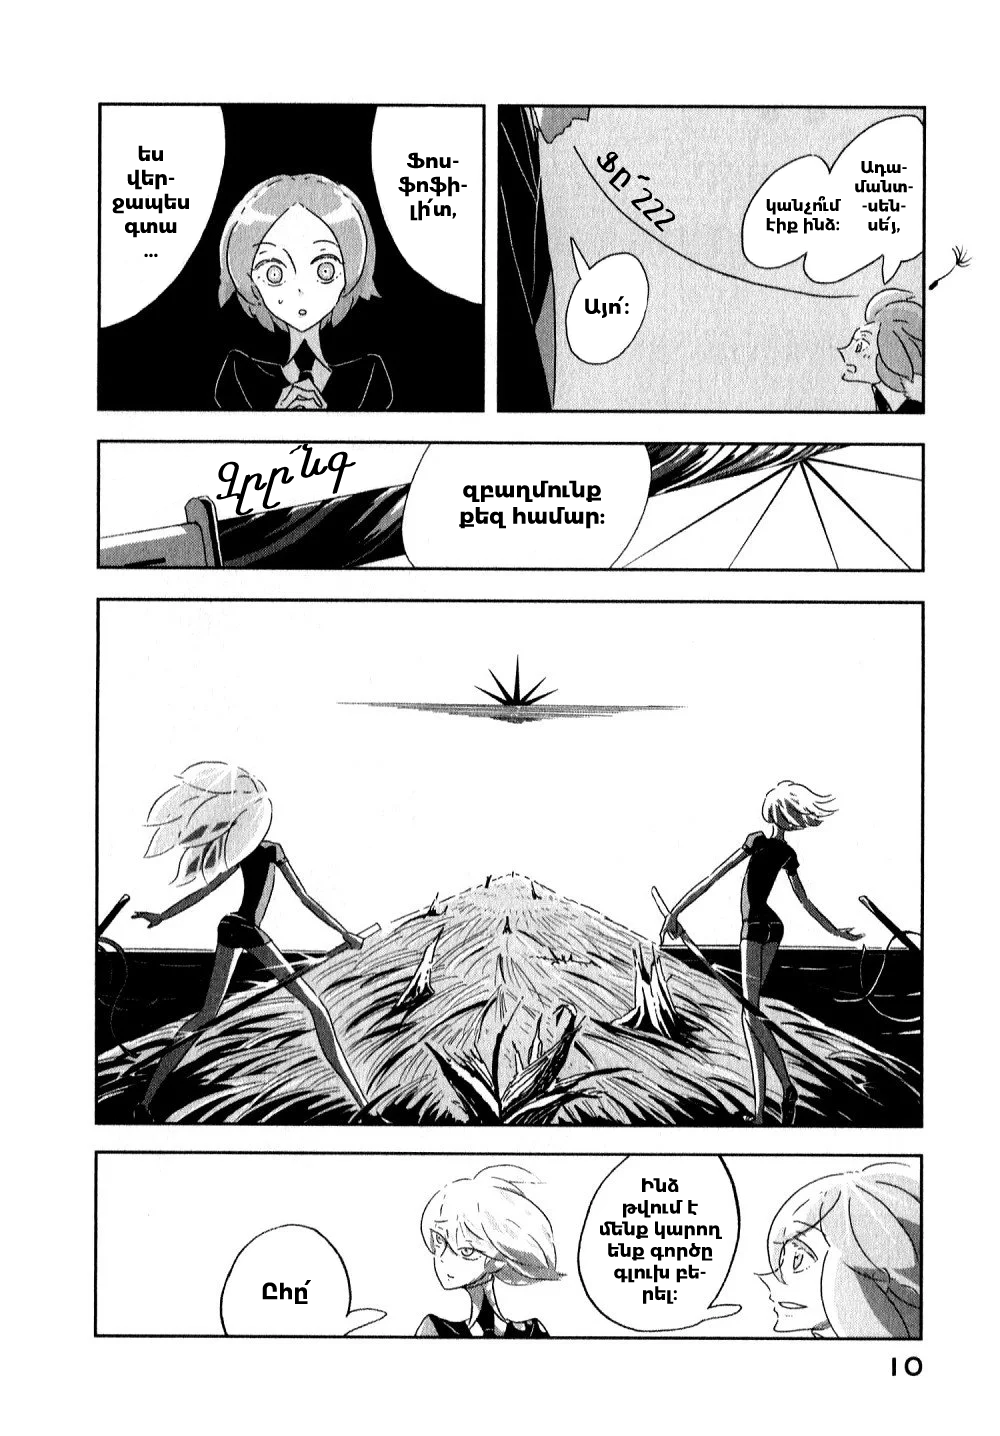 Ադա-
մանտ-
-սեն-
սե՛յ,
կանչո՞ւմ
էիք ինձ։
Ֆը՜շշշ
Այո՛։
Ֆոս-
ֆոֆի-
լի՛տ,
ես
վեր-
ջապես
գտա
...
զբաղմունք
քեզ համար։
Զըը՜նգ
Ինձ
թվում է
մենք կարող
ենք գործը
գլուխ բե-
րել։
Ըհը՛
10